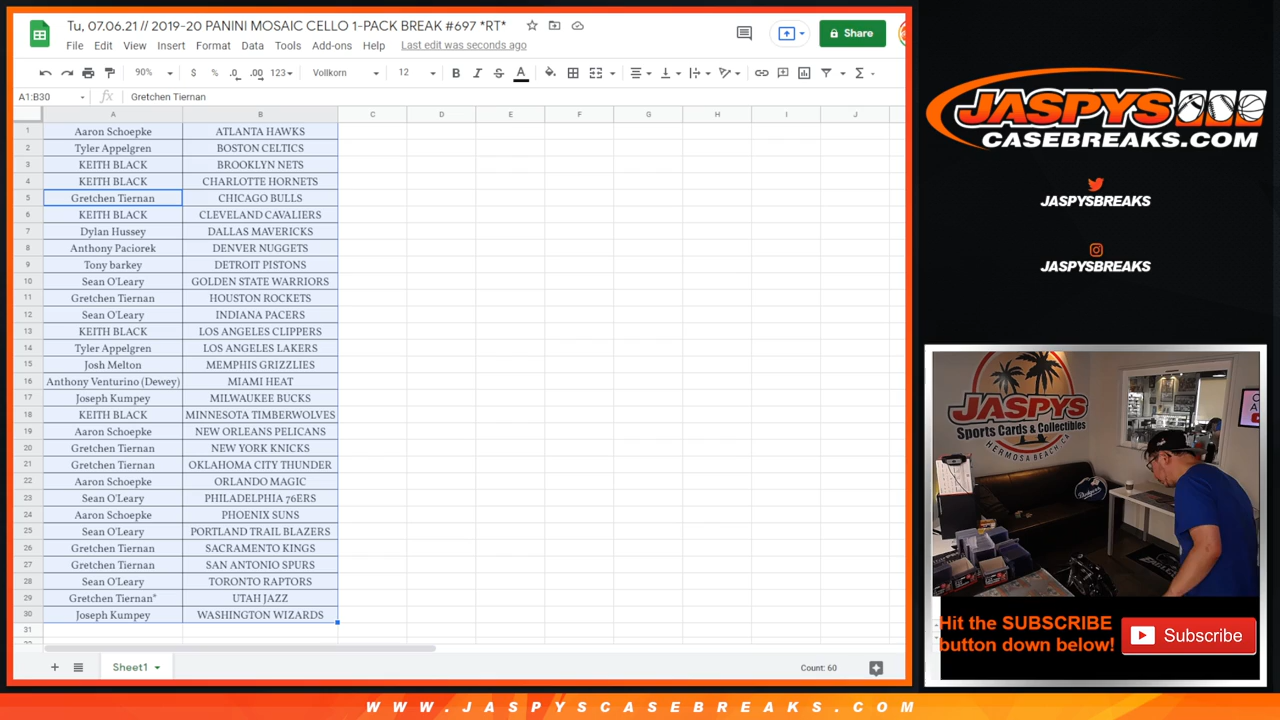 Tu, 07.06.21 // 2019-20 PANINI MOSAIC CELLO 1-PACK BREAK #697 *RT*
File Edit View Insert Format Data Tools Add-ons Help Last edit was seconds ago
Share
90% $ % .0 .00 123 Vollkorn 12 B I S A
A1:B30 fx Gretchen Tiernan
A B C D E F G H I J
1 Aaron Schoepke ATLANTA HAWKS
2 Tyler Appelgren BOSTON CELTICS
3 KEITH BLACK BROOKLYN NETS
4 KEITH BLACK CHARLOTTE HORNETS
5 Gretchen Tiernan CHICAGO BULLS
6 KEITH BLACK CLEVELAND CAVALIERS
7 Dylan Hussey DALLAS MAVERICKS
8 Anthony Paciorek DENVER NUGGETS
9 Tony barkey DETROIT PISTONS
10 Sean O'Leary GOLDEN STATE WARRIORS
11 Gretchen Tiernan HOUSTON ROCKETS
12 Sean O'Leary INDIANA PACERS
13 KEITH BLACK LOS ANGELES CLIPPERS
14 Tyler Appelgren LOS ANGELES LAKERS
15 Josh Melton MEMPHIS GRIZZLIES
16 Anthony Venturino (Dewey) MIAMI HEAT
17 Joseph Kumpey MILWAUKEE BUCKS
18 KEITH BLACK MINNESOTA TIMBERWOLVES
19 Aaron Schoepke NEW ORLEANS PELICANS
20 Gretchen Tiernan NEW YORK KNICKS
21 Gretchen Tiernan OKLAHOMA CITY THUNDER
22 Aaron Schoepke ORLANDO MAGIC
23 Sean O'Leary PHILADELPHIA 76ERS
24 Aaron Schoepke PHOENIX SUNS
25 Sean O'Leary PORTLAND TRAIL BLAZERS
26 Gretchen Tiernan SACRAMENTO KINGS
27 Gretchen Tiernan SAN ANTONIO SPURS
28 Sean O'Leary TORONTO RAPTORS
29 Gretchen Tiernan* UTAH JAZZ
30 Joseph Kumpey WASHINGTON WIZARDS
31
Sheet1
Count: 60
JASPYS
CASEBREAKS.COM
JASPYSBREAKS
JASPYSBREAKS
JASPYS
Sports Cards & Collectibles
HERMOSA BEACH, CA
Dodgers
Hit the SUBSCRIBE
button down below!
Subscribe
WWW.JASPYSCASEBREAKS.COM